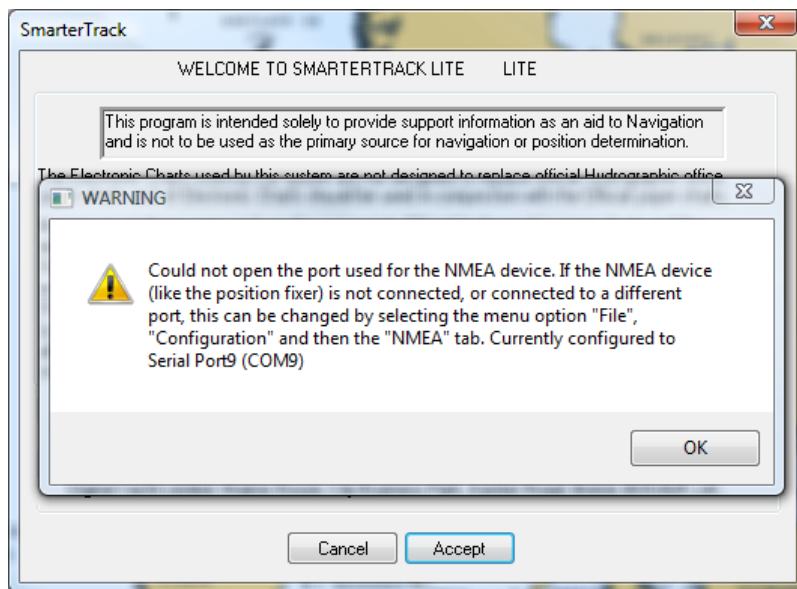 SmarterTrack
WELCOME TO SMARTERTRACK LITE LITE
This program is intended solely to provide support information as an aid to Navigation
and is not to be used as the primary source for navigation or position determination.
The Electronic Charts used by this system are not designed to replace official Hydrographic office
WARNING
Could not open the port used for the NMEA device. If the NMEA device
(like the position fixer) is not connected, or connected to a different
port, this can be changed by selecting the menu option "File",
"Configuration" and then the "NMEA" tab. Currently configured to
Serial Port9 (COM9)
OK
Cancel
Accept